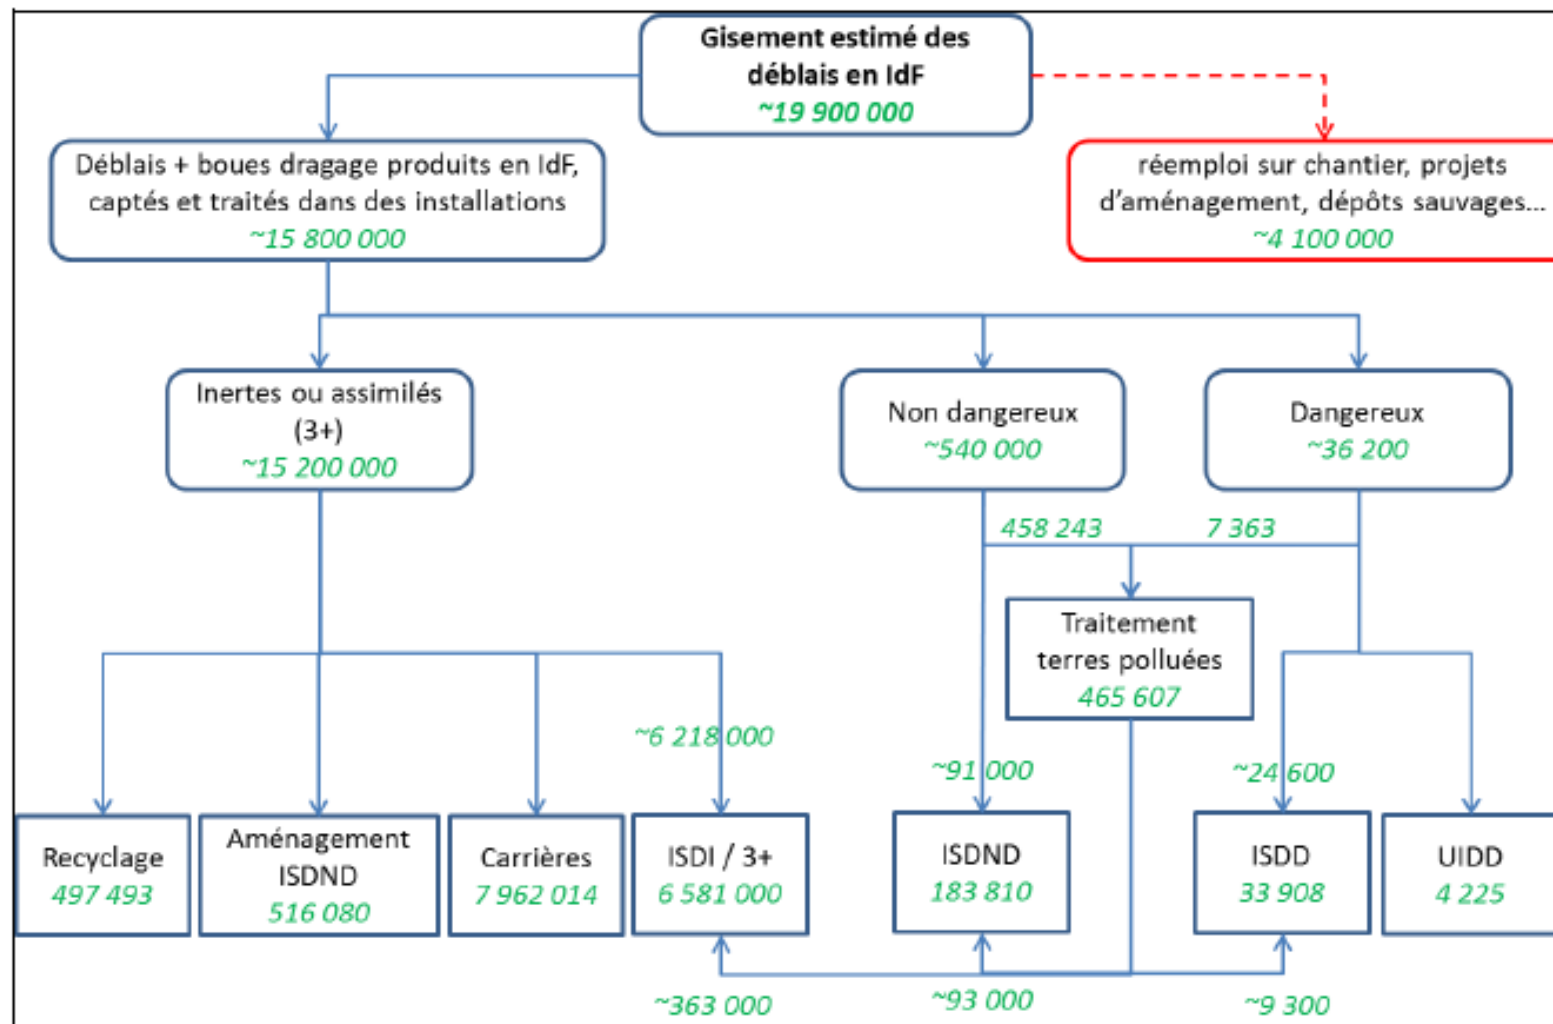 Gisement estimé des
déblais en IdF
~19 900 000
Déblais + boues dragage produits en IdF,
captés et traités dans des installations
~15 800 000
réemploi sur chantier, projets
d'aménagement, dépôts sauvages...
~4 100 000
Inertes ou assimilés
(3+)
~15 200 000
Non dangereux
~540 000
Dangereux
~36 200
458 243
7 363
Traitement
terres polluées
465 607
~6 218 000
~91 000
~24 600
Recyclage
497 493
Aménagement
ISDND
516 080
Carrières
7 962 014
ISDI / 3+
6 581 000
ISDND
183 810
ISDD
33 908
UIDD
4 225
~363 000
~93 000
~9 300